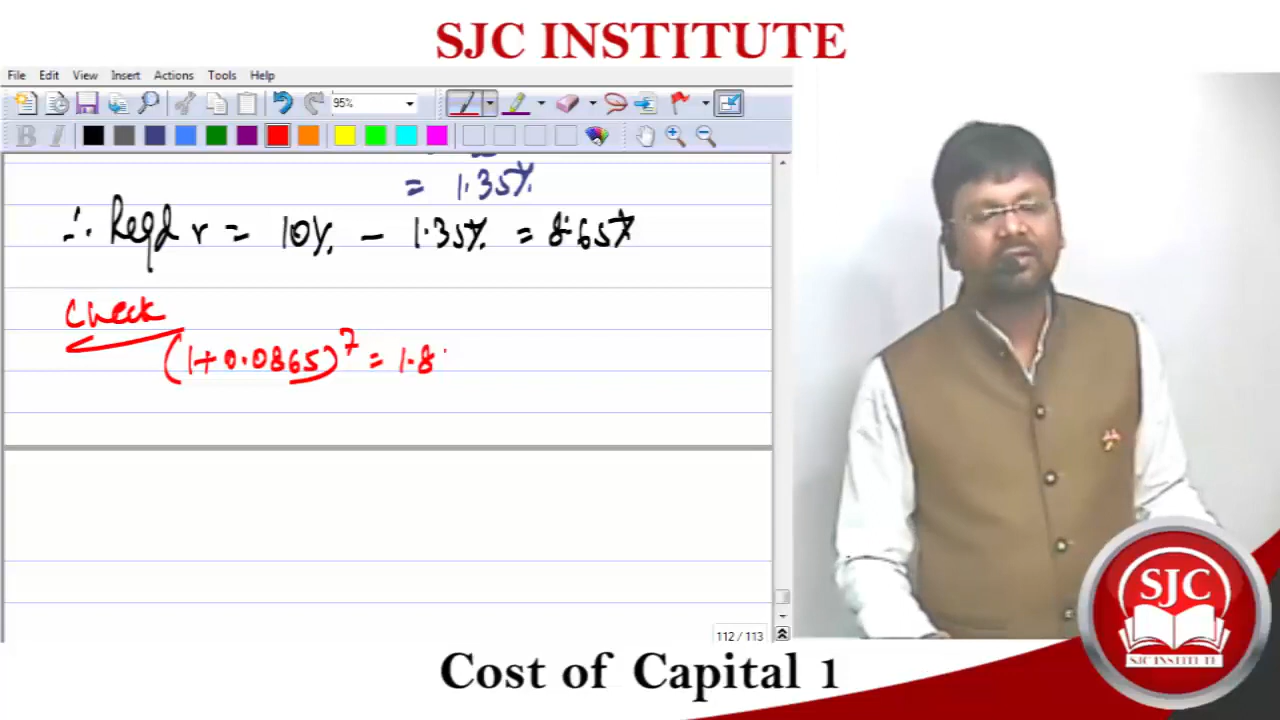 SJC INSTITUTE
File Edit View Insert Actions Tools Help
95%
B I
= 1.35%
∴ Reqd r = 10% - 1.35% = 8.65%
Check
(1+0.0865)^7 = 1.8
112 / 113
SJC
SJC INSTITUTE
Cost of Capital 1